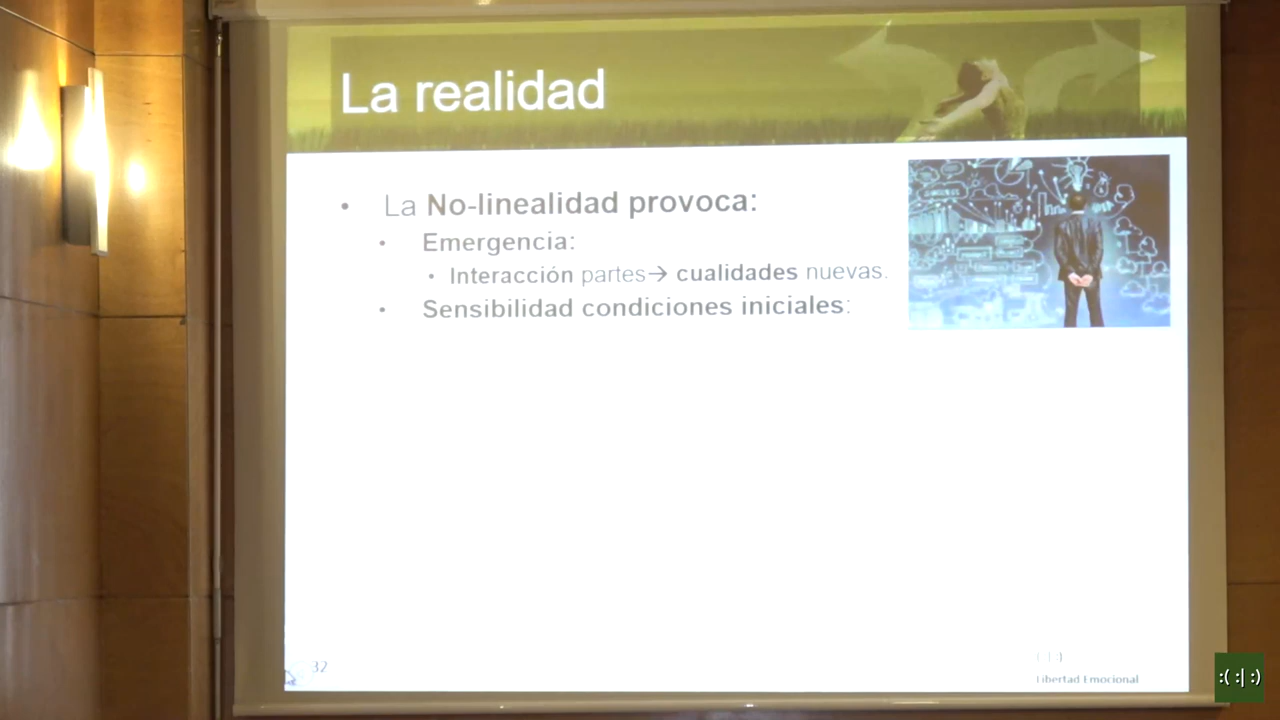 La realidad
• La No-linealidad provoca:
• Emergencia:
• Interacción partes→ cualidades nuevas.
• Sensibilidad condiciones iniciales:
32
Libertad Emocional
:( :| :)